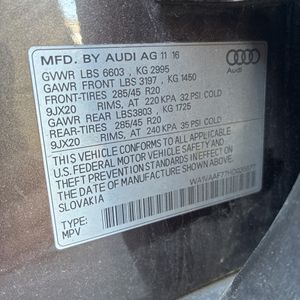 MFD. BY AUDI AG 11 16
GVWR LBS 6603 , KG 2995
GAWR FRONT LBS 3197 , KG 1450
FRONT-TIRES 285/45 R20
9JX20 RIMS, AT 220 KPA 32 PSI COLD
GAWR REAR LBS3803 , KG 1725
REAR-TIRES 285/45 R20
9JX20 RIMS, AT 240 KPA 35 PSI COLD
Audi
THIS VEHICLE CONFORMS TO ALL APPLICABLE
U.S. FEDERAL MOTOR VEHICLE SAFETY STANDARDS IN EFFECT ON
THE DATE OF MANUFACTURE SHOWN ABOVE.
SLOVAKIA
TYPE:
MPV